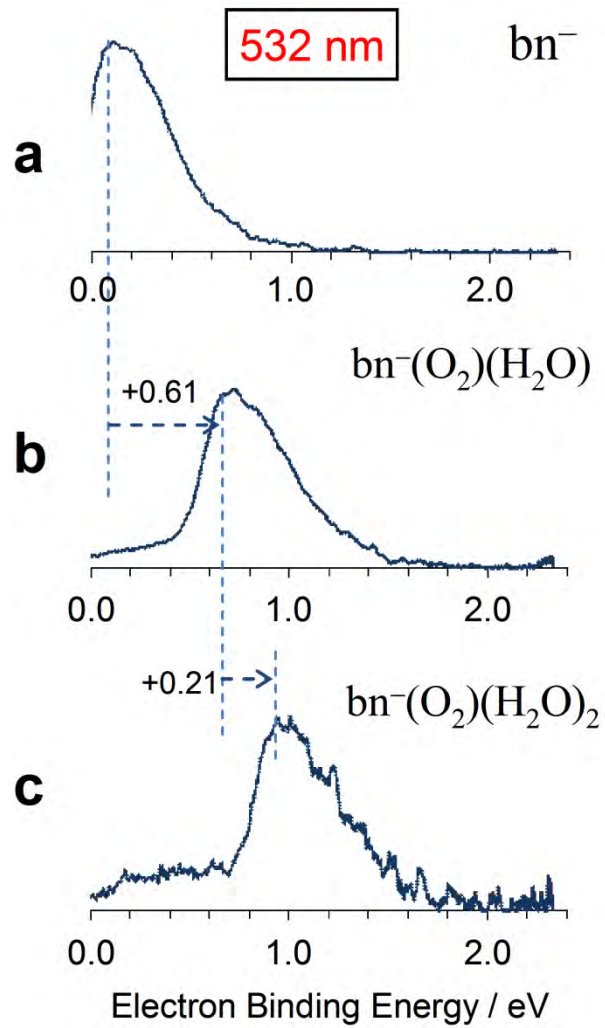 532 nm
bn⁻
a
0.0 1.0 2.0
bn⁻(O₂)(H₂O)
+0.61
b
0.0 1.0 2.0
+0.21
bn⁻(O₂)(H₂O)₂
c
0.0 1.0 2.0
Electron Binding Energy / eV